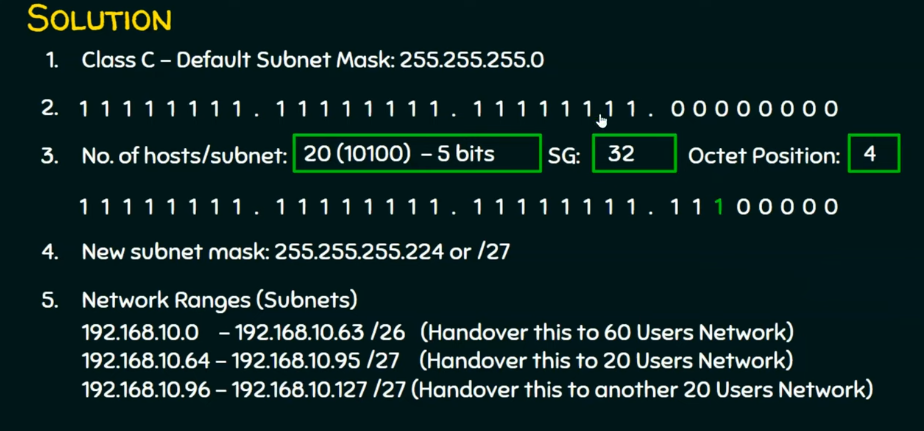 SOLUTION
1. Class C – Default Subnet Mask: 255.255.255.0
2. 1 1 1 1 1 1 1 1 . 1 1 1 1 1 1 1 1 . 1 1 1 1 1 1 1 1 . 0 0 0 0 0 0 0 0
3. No. of hosts/subnet: 20 (10100) – 5 bits SG: 32 Octet Position: 4
1 1 1 1 1 1 1 1 . 1 1 1 1 1 1 1 1 . 1 1 1 1 1 1 1 1 . 1 1 1 0 0 0 0 0
4. New subnet mask: 255.255.255.224 or /27
5. Network Ranges (Subnets)
192.168.10.0 – 192.168.10.63 /26 (Handover this to 60 Users Network)
192.168.10.64 – 192.168.10.95 /27 (Handover this to 20 Users Network)
192.168.10.96 – 192.168.10.127 /27 (Handover this to another 20 Users Network)